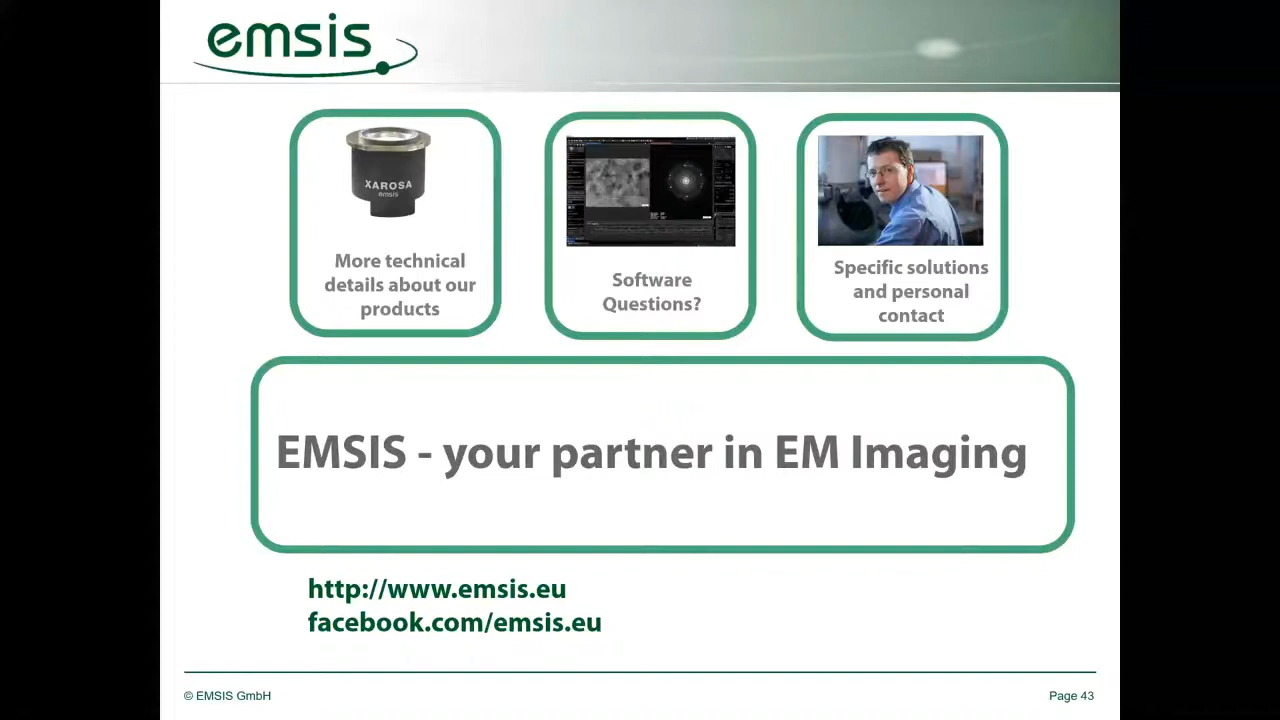 emsis
XAROSA
emsis
More technical
details about our
products
Software
Questions?
Specific solutions
and personal
contact
EMSIS - your partner in EM Imaging
http://www.emsis.eu
facebook.com/emsis.eu
© EMSIS GmbH
Page 43